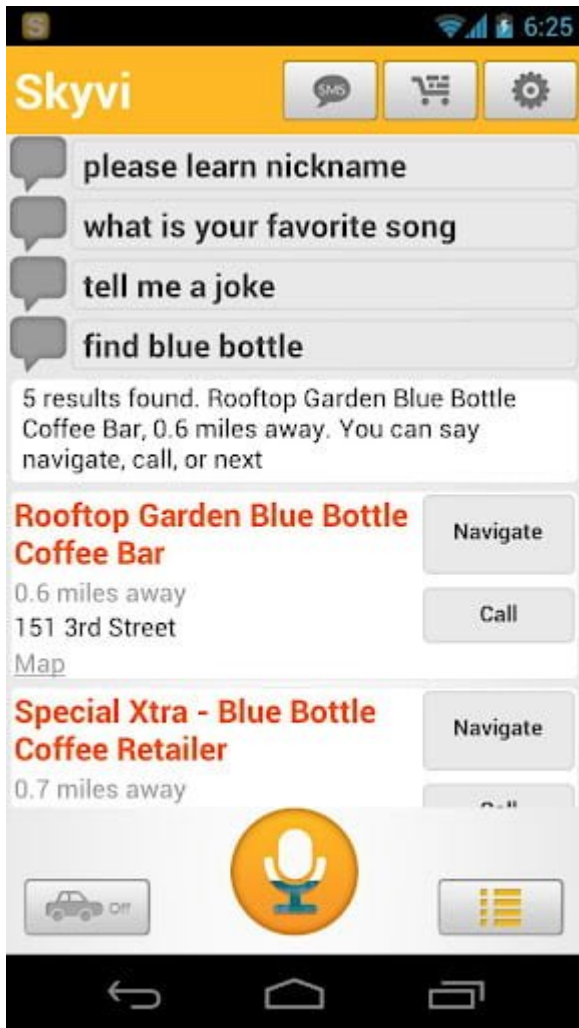 S
6:25
Skyvi
SMS
please learn nickname
what is your favorite song
tell me a joke
find blue bottle
5 results found. Rooftop Garden Blue Bottle
Coffee Bar, 0.6 miles away. You can say
navigate, call, or next
Rooftop Garden Blue Bottle
Coffee Bar
Navigate
0.6 miles away
151 3rd Street
Call
Map
Special Xtra - Blue Bottle
Coffee Retailer
Navigate
0.7 miles away
Call
Off